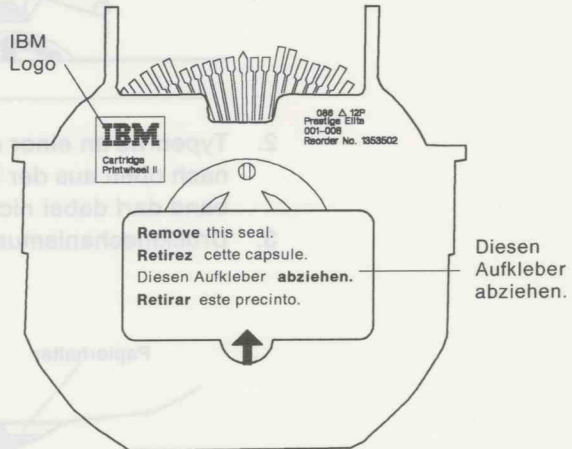 IBM
Logo
IBM
Cartridge
Printwheel II
086 △ 12P
Prestige Elite
001–008
Reorder No. 1353502
Remove this seal.
Retirez cette capsule.
Diesen Aufkleber abziehen.
Retirar este precinto.
Diesen
Aufkleber
abziehen.